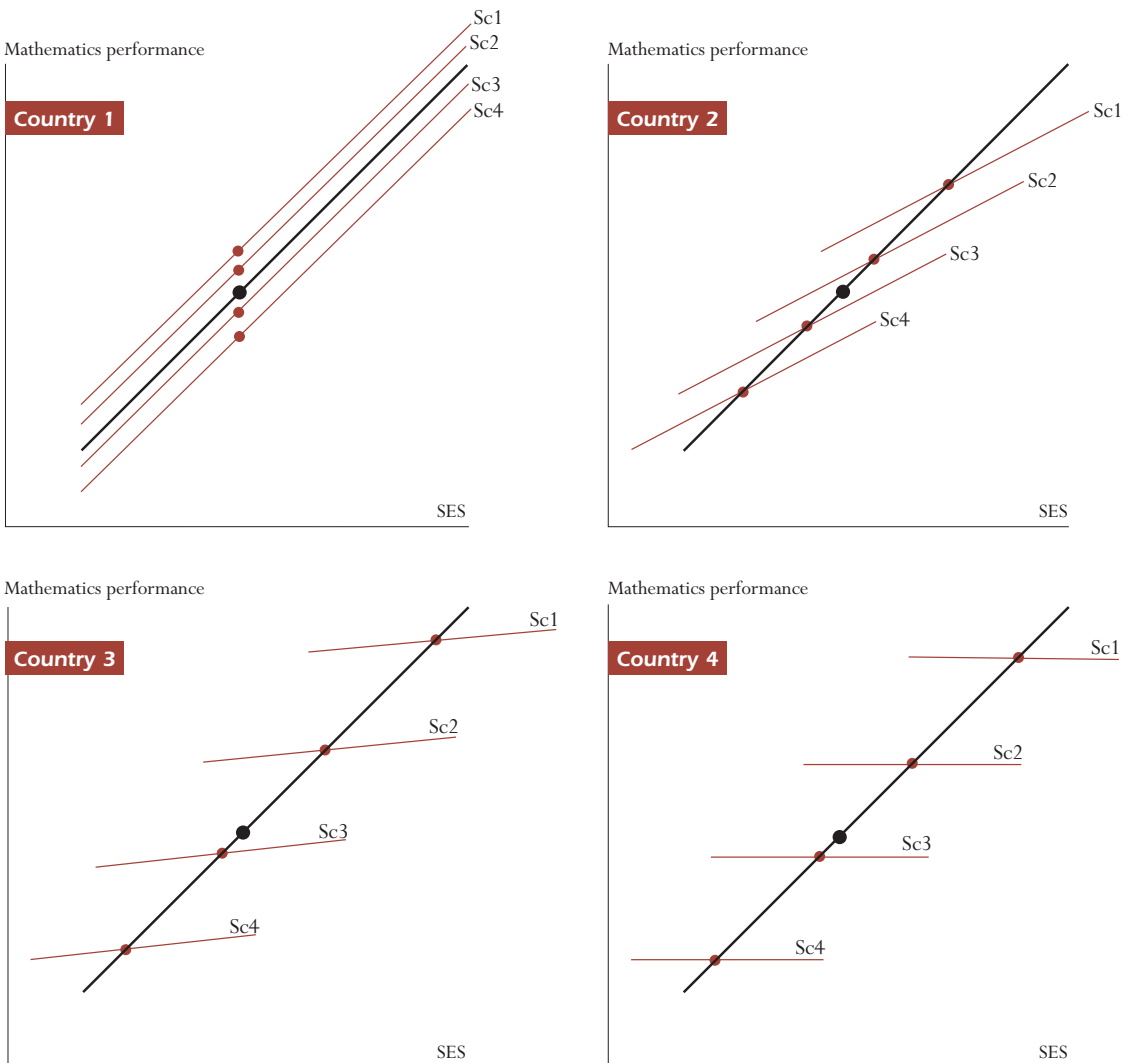 Mathematics performance
Country 1
Sc1
Sc2
Sc3
Sc4
SES
Mathematics performance
Country 2
Sc1
Sc2
Sc3
Sc4
SES
Mathematics performance
Country 3
Sc1
Sc2
Sc3
Sc4
SES
Mathematics performance
Country 4
Sc1
Sc2
Sc3
Sc4
SES